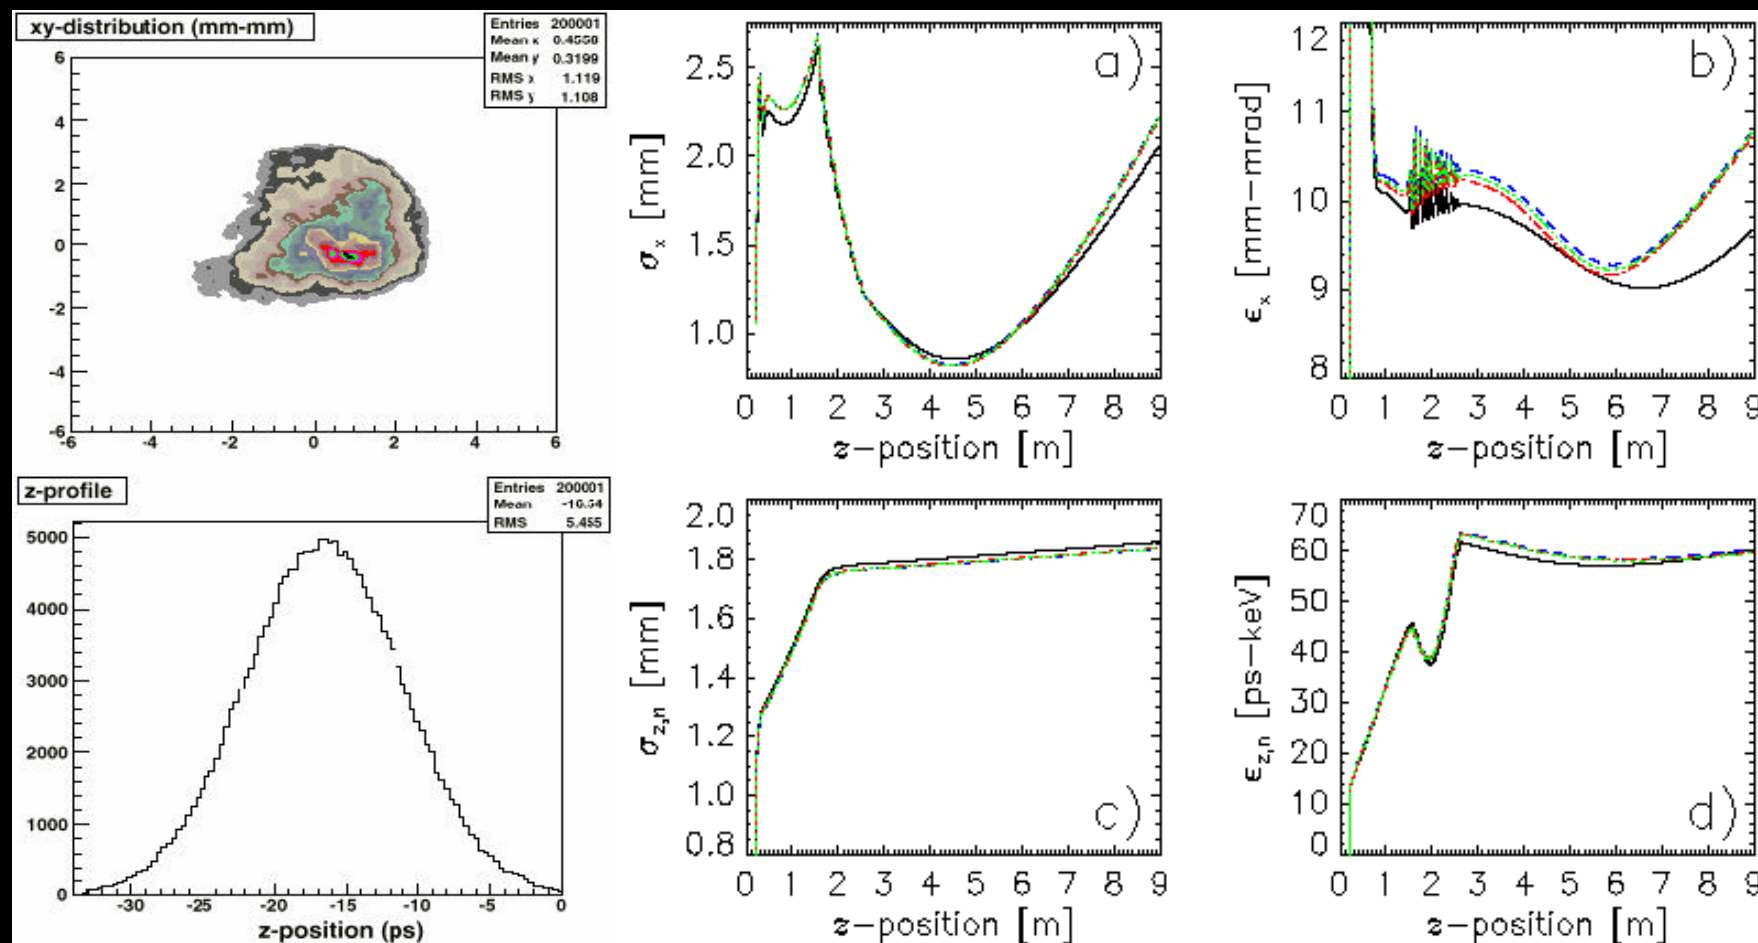 xy-distribution (mm-mm)
Entries 200001
Mean x 0.4550
Mean y 0.3199
RMS x 1.119
RMS y 1.108
6
4
2
0
-2
-4
-6
-6 -4 -2 0 2 4 6
a)
σx [mm]
2.5
2.0
1.5
1.0
0 1 2 3 4 5 6 7 8 9
z-position [m]
b)
εx [mm-mrad]
12
11
10
9
8
0 1 2 3 4 5 6 7 8 9
z-position [m]
z-profile
Entries 200001
Mean -16.54
RMS 5.455
5000
4000
3000
2000
1000
0
-30 -25 -20 -15 -10 -5 0
z-position (ps)
c)
σz,n [mm]
2.0
1.8
1.6
1.4
1.2
1.0
0.8
0 1 2 3 4 5 6 7 8 9
z-position [m]
d)
εz,n [ps-keV]
70
60
50
40
30
20
10
0
0 1 2 3 4 5 6 7 8 9
z-position [m]